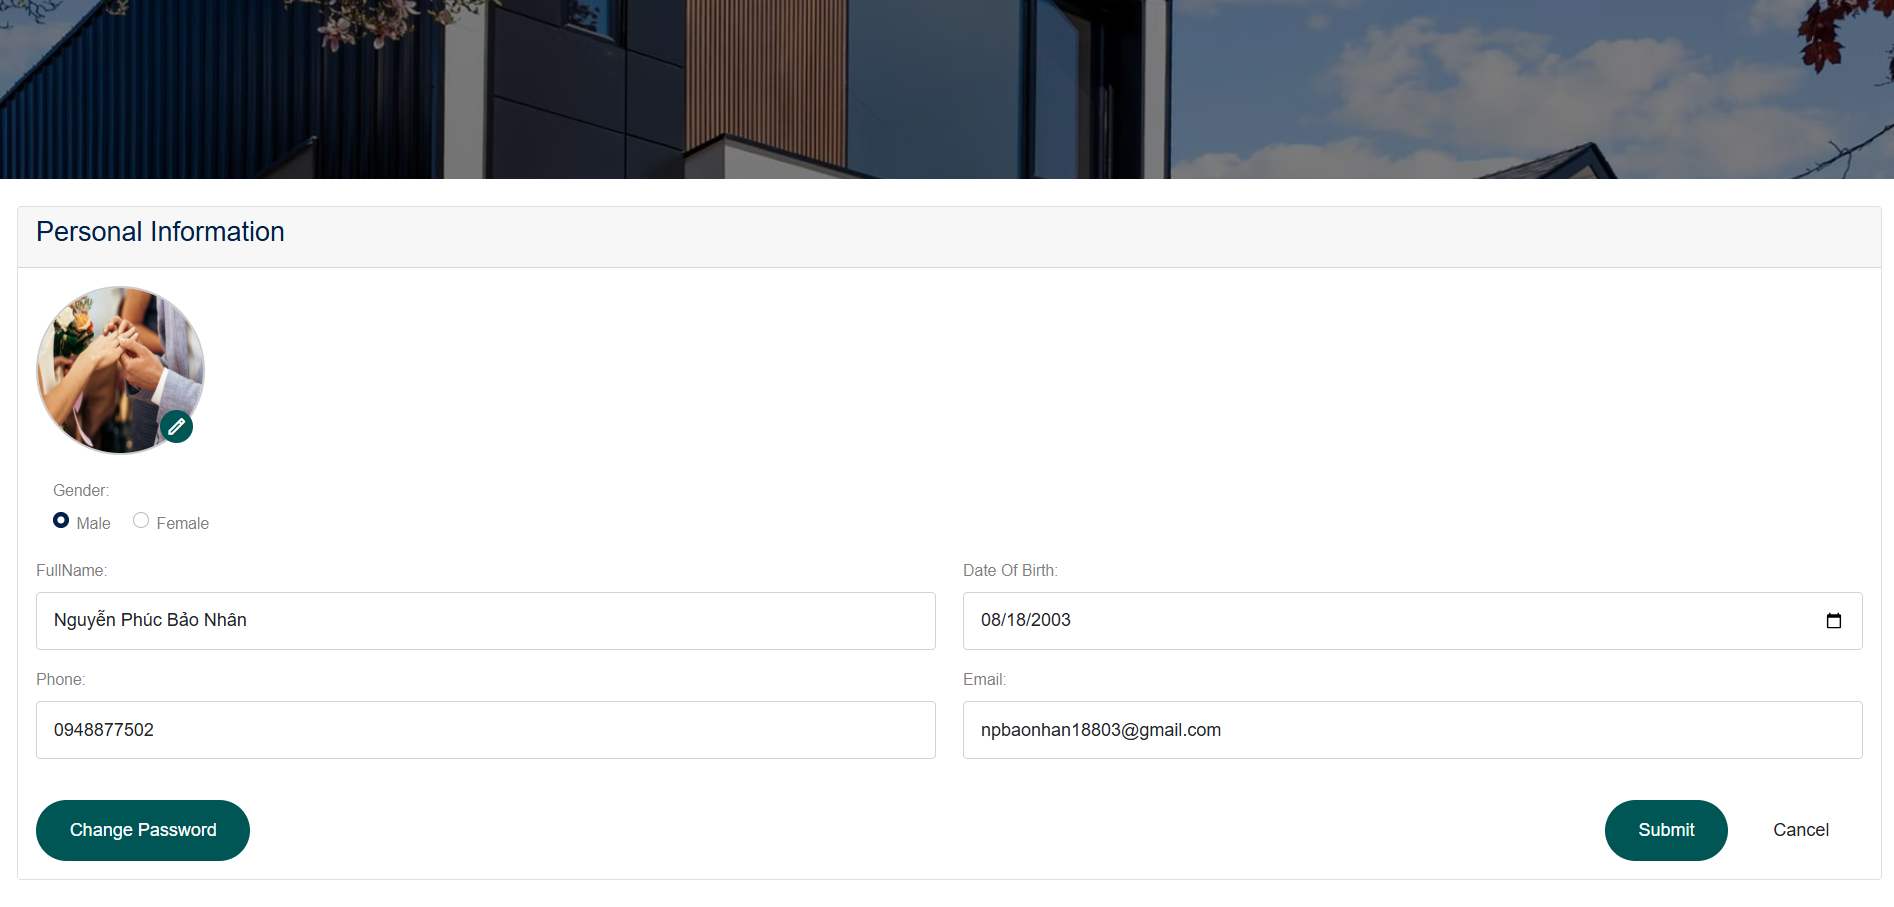 Personal Information
Gender:
Male Female
FullName: Date Of Birth:
Nguyễn Phúc Bảo Nhân 08/18/2003
Phone: Email:
0948877502 npbaonhan18803@gmail.com
Change Password Submit Cancel